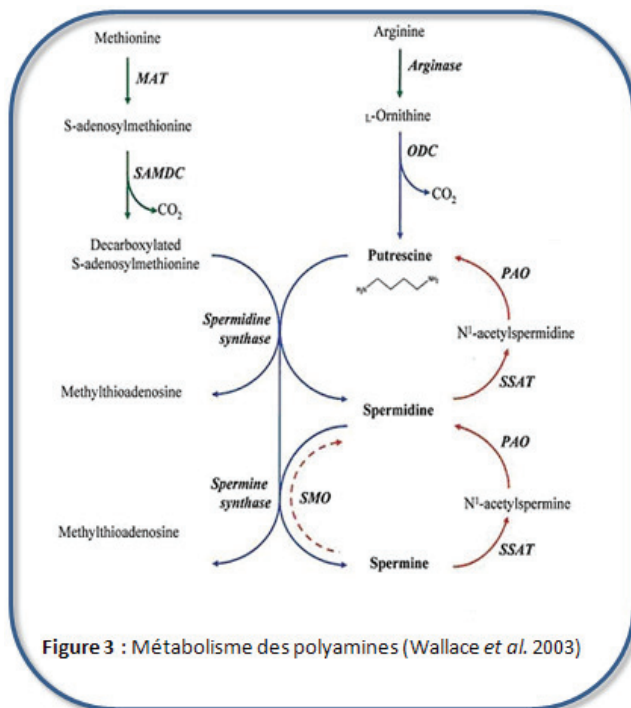 Methionine
Arginine
MAT
Arginase
S-adenosylmethionine
L-Ornithine
SAMDC
ODC
CO2
CO2
Decarboxylated
S-adenosylmethionine
Putrescine
H2N
NH2
PAO
Spermidine
synthase
N1-acetylspermidine
SSAT
Methylthioadenosine
Spermidine
PAO
Spermine
synthase
SMO
N1-acetylspermine
Methylthioadenosine
SSAT
Spermine
Figure 3 : Métabolisme des polyamines (Wallace et al. 2003)